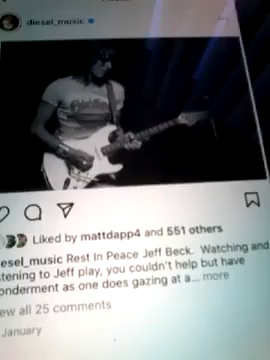 diesel_music
Liked by mattdapp4 and 551 others
esel_music Rest In Peace Jeff Beck. Watching and
tening to Jeff play, you couldn't help but have
onderment as one does gazing at a... more
ew all 25 comments
January